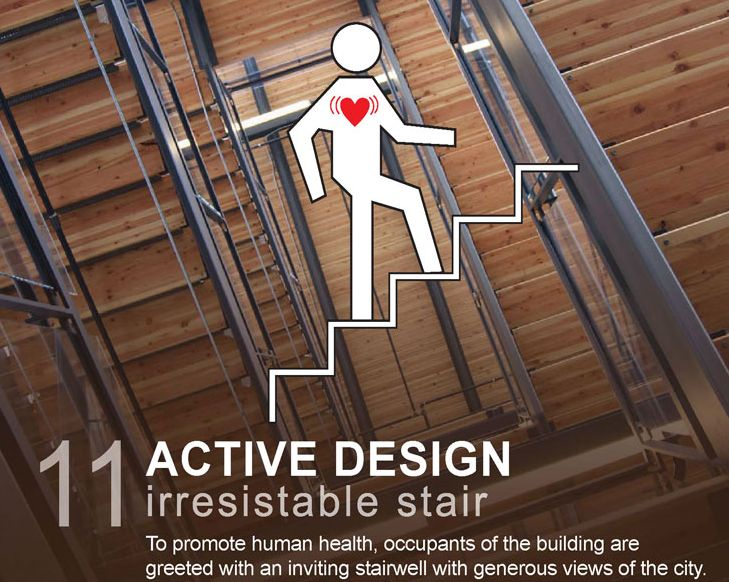 11
ACTIVE DESIGN
irresistable stair
To promote human health, occupants of the building are
greeted with an inviting stairwell with generous views of the city.